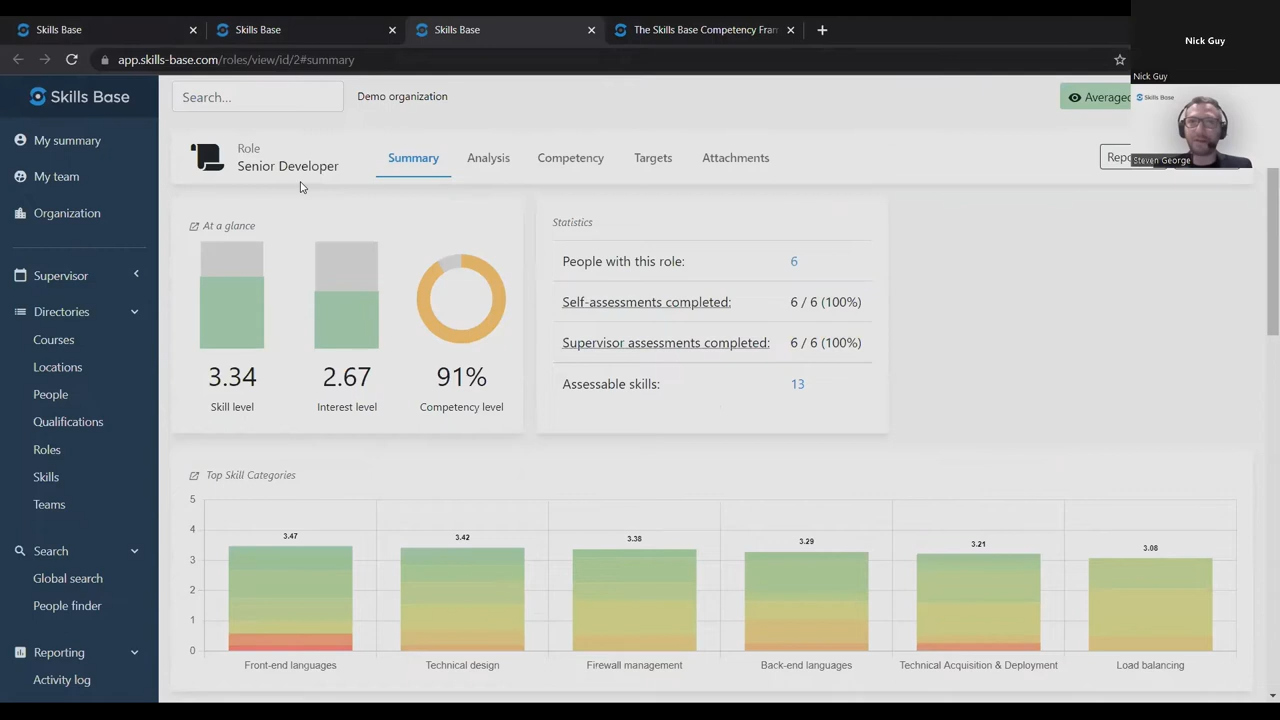 Skills Base
Skills Base
Skills Base
The Skills Base Competency Fram
Nick Guy
app.skills-base.com/roles/view/id/2#summary
Nick Guy
Skills Base
Search...
Demo organization
Averaged
Skills Base
Steven George
My summary
My team
Organization
Supervisor
Directories
Courses
Locations
People
Qualifications
Roles
Skills
Teams
Search
Global search
People finder
Reporting
Activity log
Role
Senior Developer
Summary
Analysis
Competency
Targets
Attachments
Repo
At a glance
3.34
2.67
91%
Skill level
Interest level
Competency level
Statistics
People with this role:
6
Self-assessments completed:
6 / 6 (100%)
Supervisor assessments completed:
6 / 6 (100%)
Assessable skills:
13
Top Skill Categories
5
4
3
2
1
0
3.47
3.42
3.38
3.29
3.21
3.08
Front-end languages
Technical design
Firewall management
Back-end languages
Technical Acquisition & Deployment
Load balancing